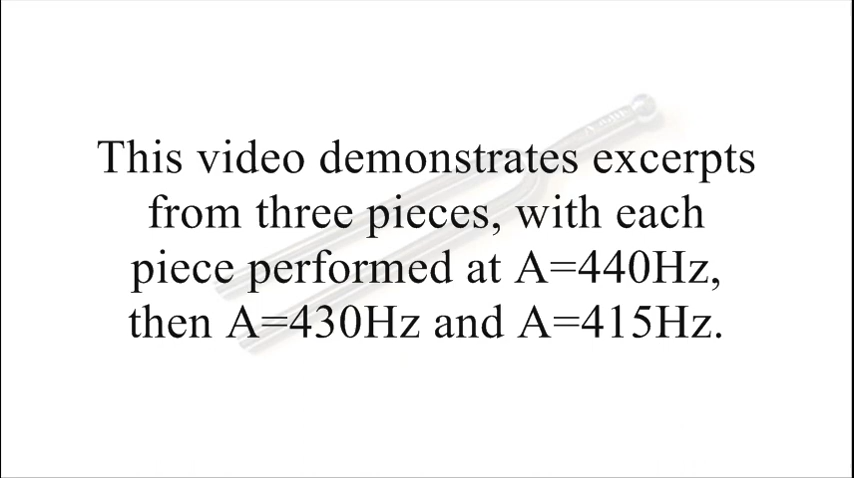 This video demonstrates excerpts
from three pieces, with each
piece performed at A=440Hz,
then A=430Hz and A=415Hz.